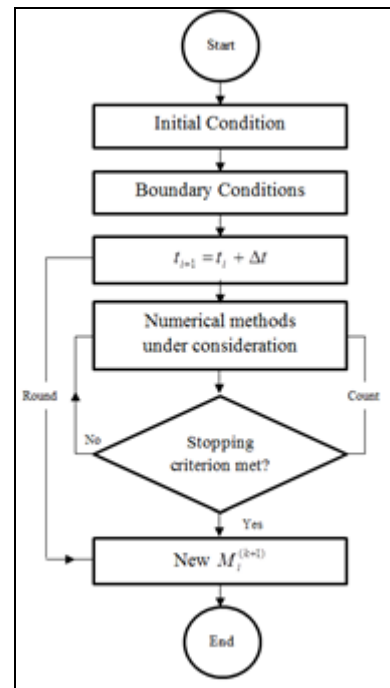 Start
Initial Condition
Boundary Conditions
t_{i+1} = t_i + Δt
Numerical methods
under consideration
Round
Count
No
Stopping
criterion met?
Yes
New M_i^{(k+1)}
End